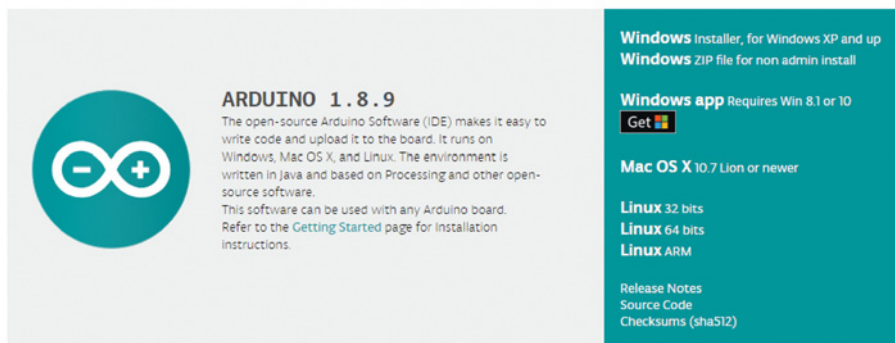 ARDUINO 1.8.9
The open-source Arduino Software (IDE) makes it easy to
write code and upload it to the board. It runs on
Windows, Mac OS X, and Linux. The environment is
written in Java and based on Processing and other open-
source software.
This software can be used with any Arduino board.
Refer to the Getting Started page for Installation
instructions.
Windows Installer, for Windows XP and up
Windows ZIP file for non admin install
Windows app Requires Win 8.1 or 10
Get
Mac OS X 10.7 Lion or newer
Linux 32 bits
Linux 64 bits
Linux ARM
Release Notes
Source Code
Checksums (sha512)